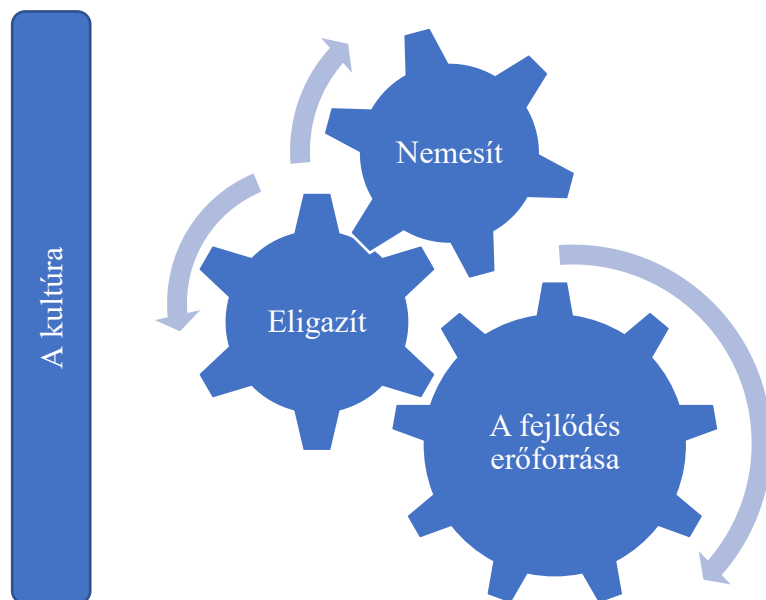 A kultúra
Nemesít
Eligazít
A fejlődés
erőforrása